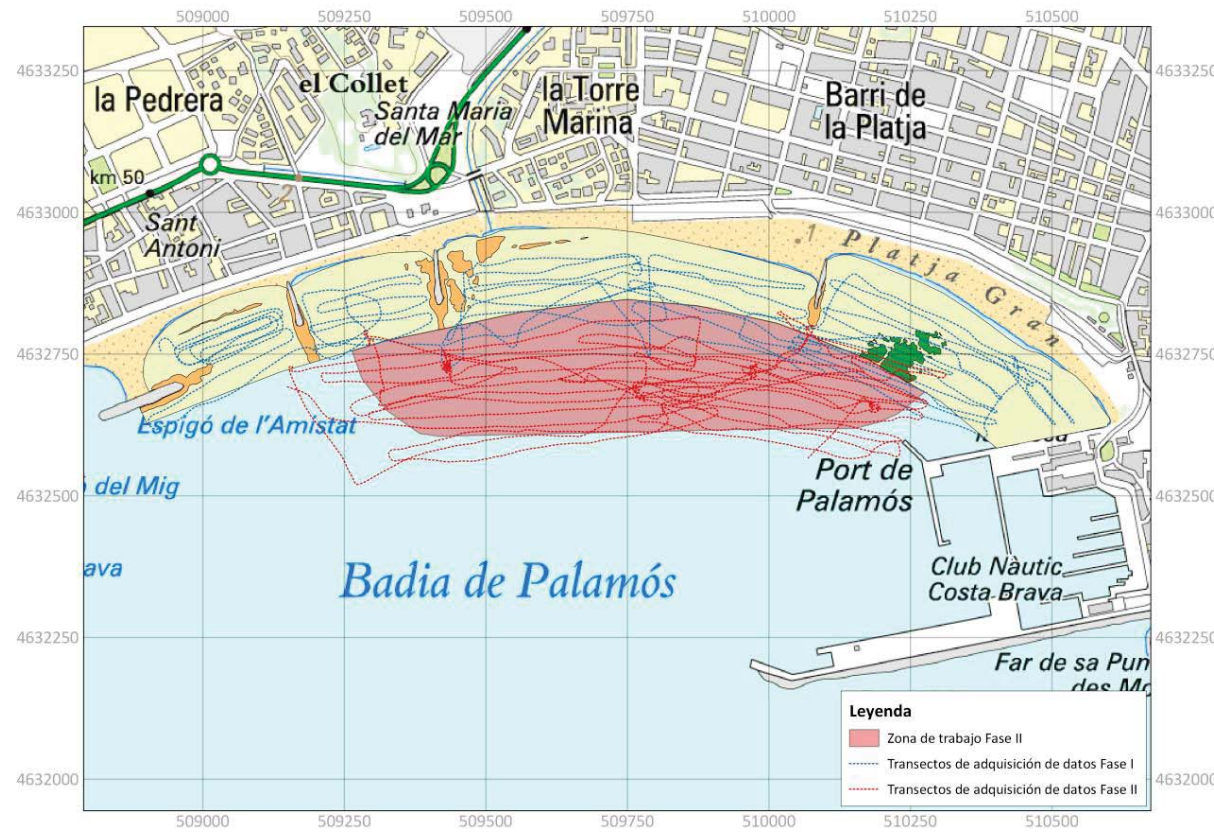 509000 509250 509500 509750 510000 510250 510500
4633250 4633250
la Pedrera
el Collet
Santa Maria
del Mar
la Torre
Marina
Barri de
la Platja
km 50
2
4633000 4633000
Sant
Antoni
1
Platja Gran
4632750 4632750
Espigó de l'Amistat
del Mig
Port de
Palamós
4632500 4632500
ava
Badia de Palamós
Club Nàutic
Costa Brava
4632250 4632250
Far de sa Pun
des Mo
Leyenda
Zona de trabajo Fase II
Transectos de adquisición de datos Fase I
Transectos de adquisición de datos Fase II
4632000 4632000
509000 509250 509500 509750 510000 510250 510500